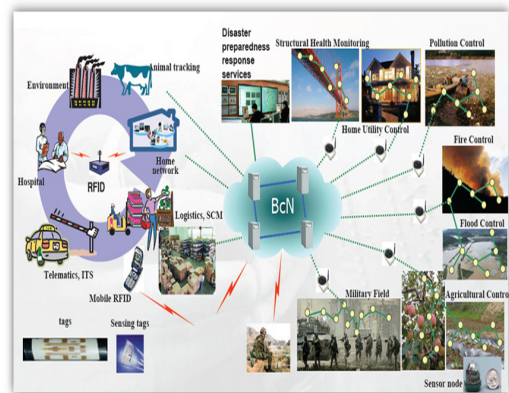 Disaster
preparedness
response
services
Structural Health Monitoring
Pollution Control
Animal tracking
Environment
Home Utility Control
Fire Control
Home
network
Hospital
RFID
BcN
Logistics, SCM
Flood Control
Telematics, ITS
Mobile RFID
Military Field
Agricultural Control
tags
Sensing tags
Sensor node